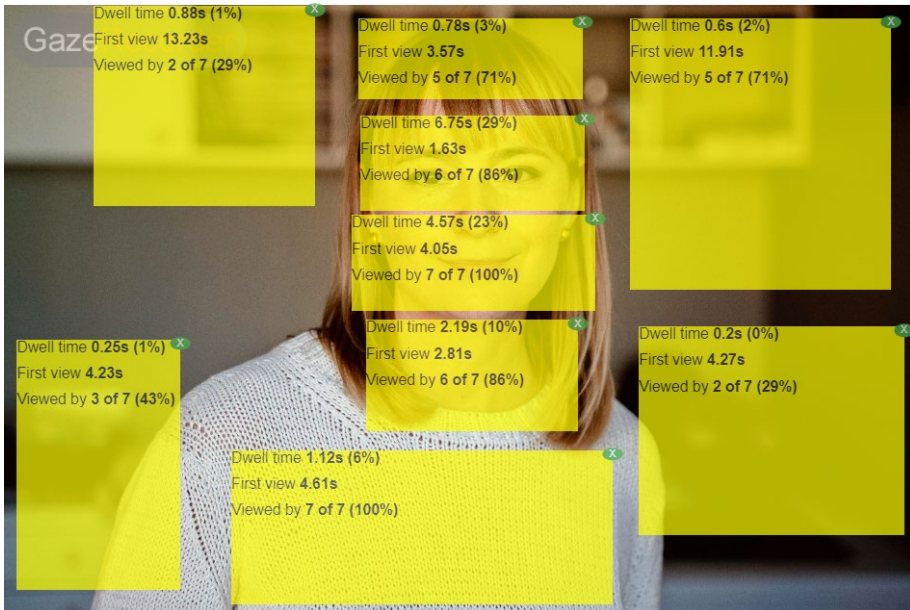 Gaze
Dwell time 0.88s (1%)
First view 13.23s
Viewed by 2 of 7 (29%)
X
Dwell time 0.78s (3%)
First view 3.57s
Viewed by 5 of 7 (71%)
X
Dwell time 0.6s (2%)
First view 11.91s
Viewed by 5 of 7 (71%)
X
Dwell time 6.75s (29%)
First view 1.63s
Viewed by 6 of 7 (86%)
X
Dwell time 4.57s (23%)
First view 4.05s
Viewed by 7 of 7 (100%)
X
Dwell time 2.19s (10%)
First view 2.81s
Viewed by 6 of 7 (86%)
X
Dwell time 0.25s (1%)
First view 4.23s
Viewed by 3 of 7 (43%)
X
Dwell time 0.2s (0%)
First view 4.27s
Viewed by 2 of 7 (29%)
X
Dwell time 1.12s (6%)
First view 4.61s
Viewed by 7 of 7 (100%)
X